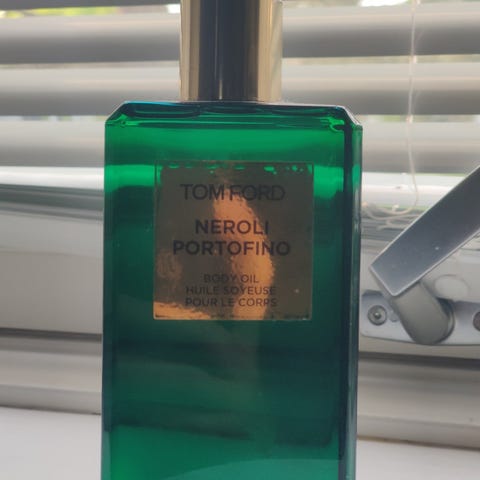 TOM FORD
NEROLI
PORTOFINO
BODY OIL
HUILE SOYEUSE
POUR LE CORPS